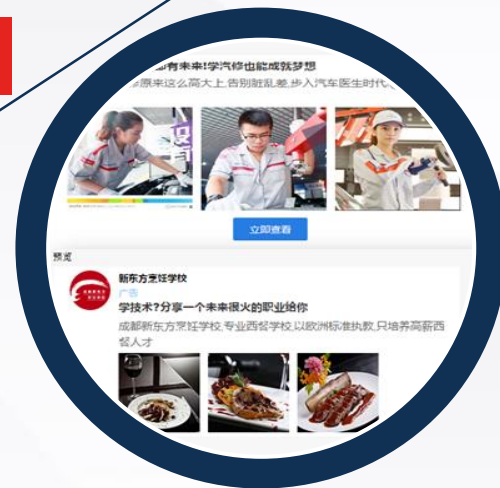 有未来!学汽修也能成就梦想
原来这么高大上,告别脏乱差,步入汽车医生时代
立即查看
预览
新东方烹饪学校
广告
学技术?分享一个未来很火的职业给你
成都新东方烹饪学校,专业西餐学校,以欧洲标准执教,只培养高薪西
餐人才